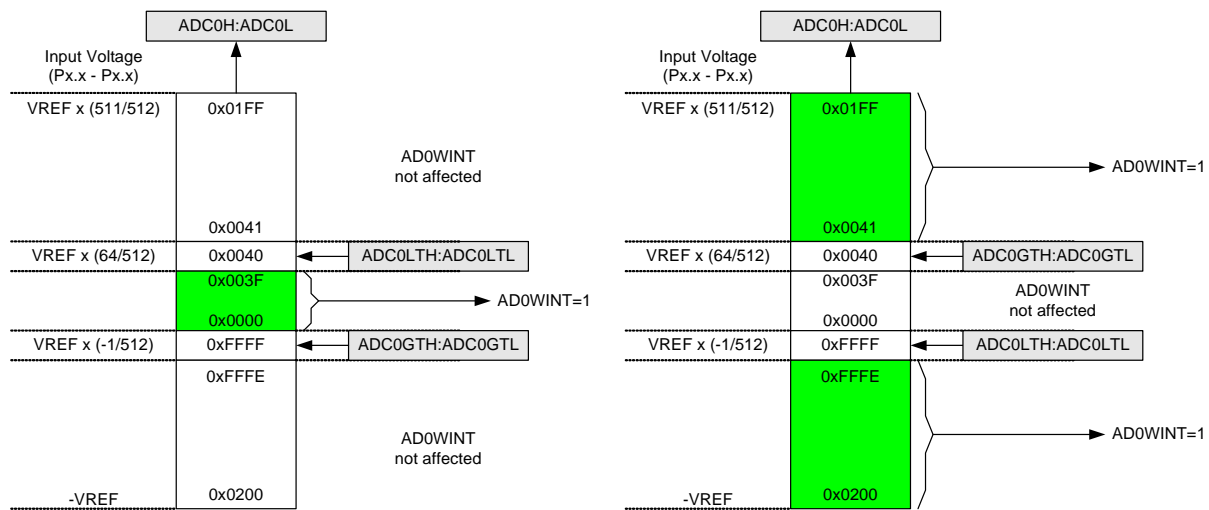 ADC0H:ADC0L
Input Voltage
(Px.x - Px.x)
VREF x (511/512)
0x01FF
AD0WINT
not affected
0x0041
VREF x (64/512)
0x0040
ADC0LTH:ADC0LTL
0x003F
AD0WINT=1
0x0000
VREF x (-1/512)
0xFFFF
ADC0GTH:ADC0GTL
0xFFFE
AD0WINT
not affected
-VREF
0x0200
ADC0H:ADC0L
Input Voltage
(Px.x - Px.x)
VREF x (511/512)
0x01FF
AD0WINT=1
0x0041
VREF x (64/512)
0x0040
ADC0GTH:ADC0GTL
0x003F
AD0WINT
not affected
0x0000
VREF x (-1/512)
0xFFFF
ADC0LTH:ADC0LTL
0xFFFE
AD0WINT=1
-VREF
0x0200